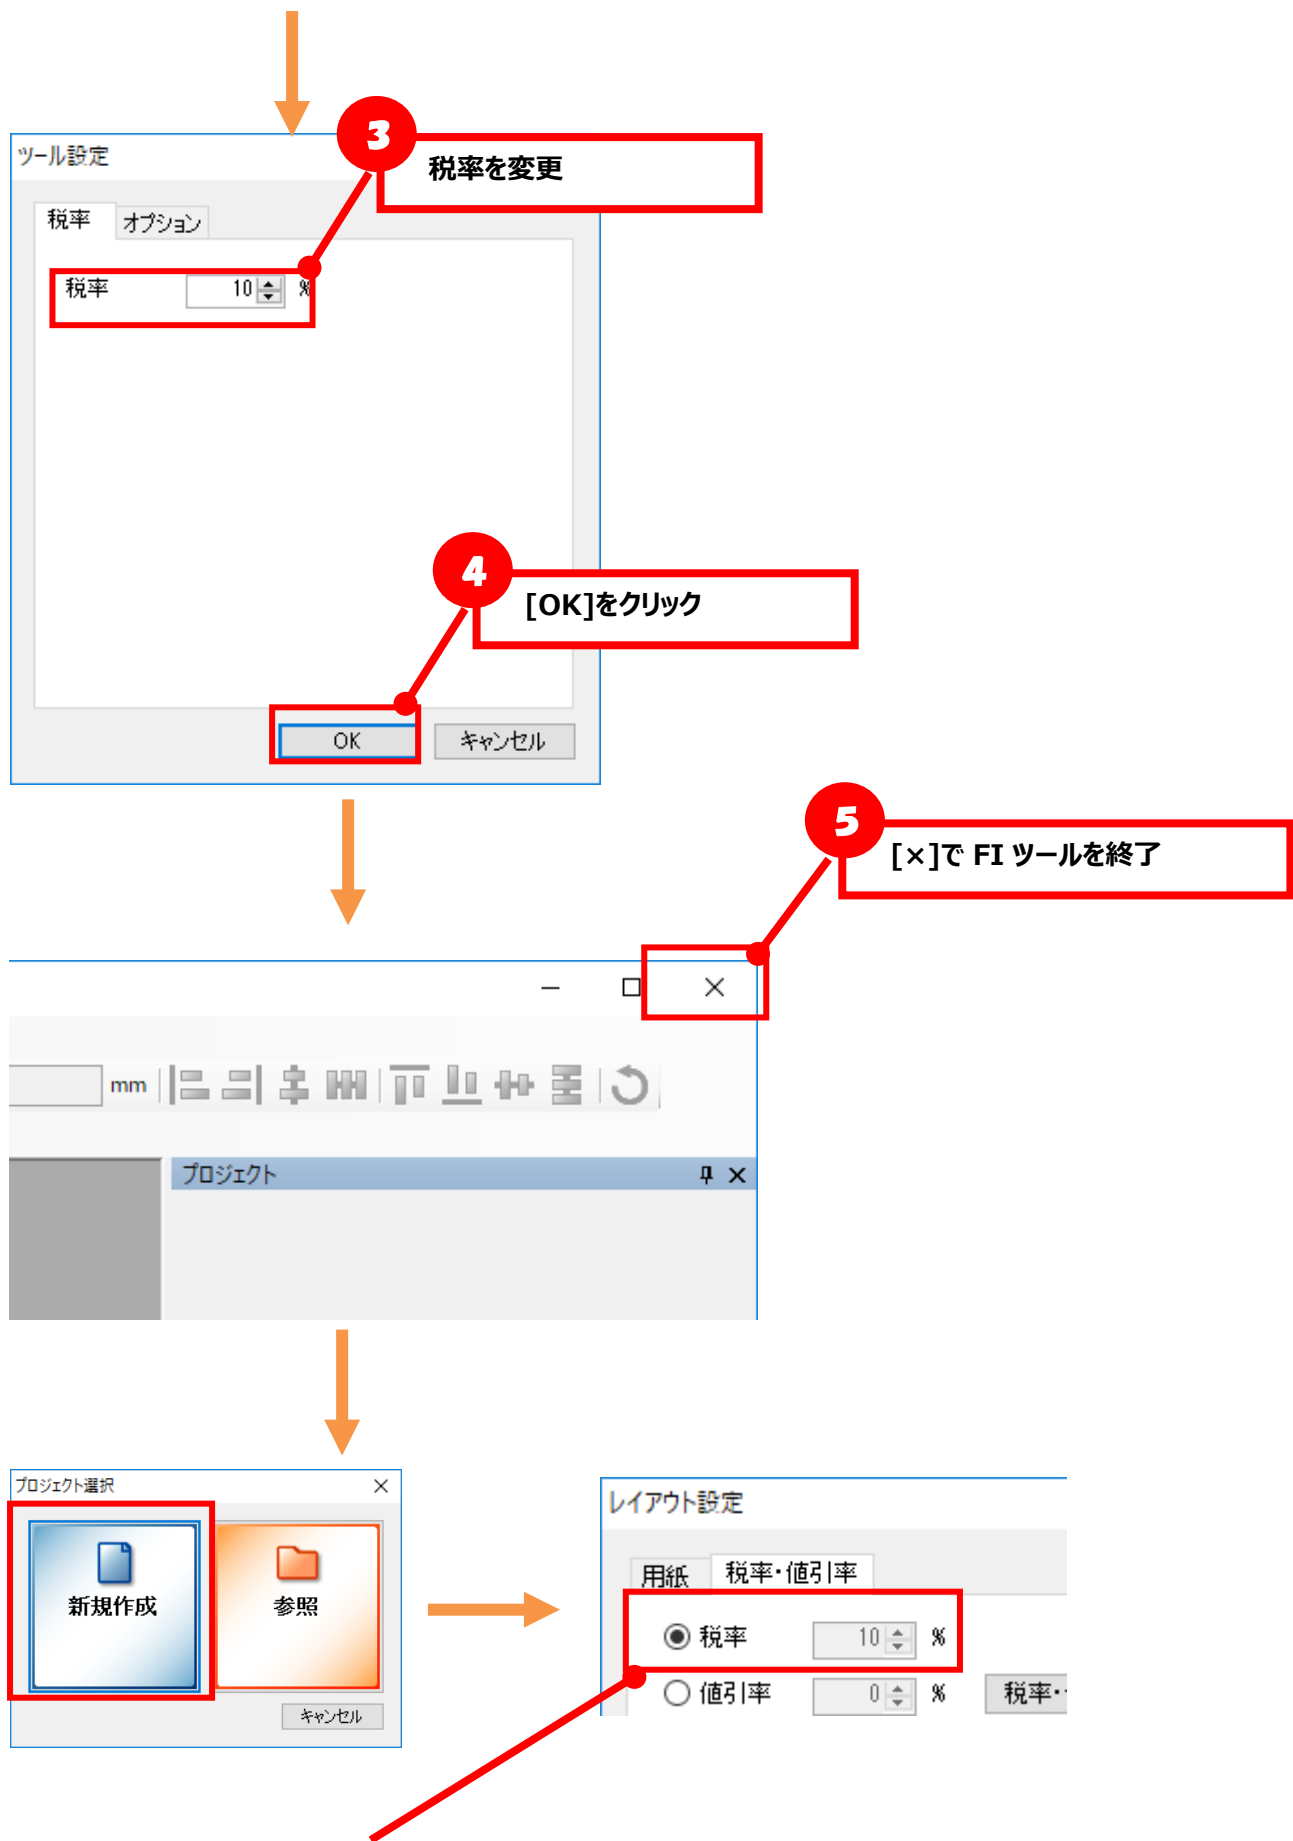 3
税率を変更
ツール設定
税率 オプション
税率 10 %
4
[OK]をクリック
OK キャンセル
5
[×]で FI ツールを終了
mm
プロジェクト
プロジェクト選択
新規作成 参照
キャンセル
レイアウト設定
用紙 税率・値引率
税率 10 %
値引率 0 % 税率・